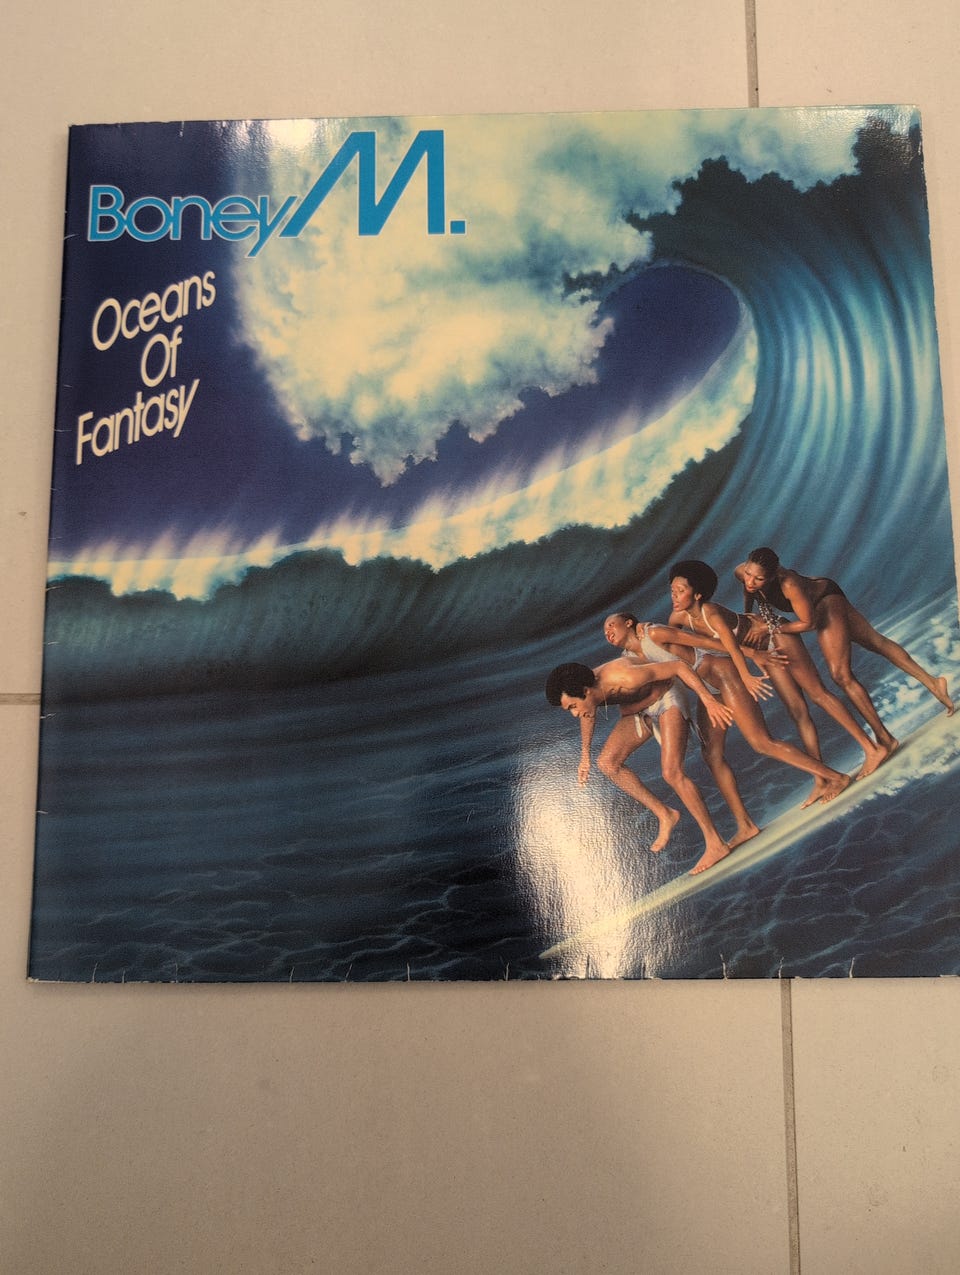 Boney M.
Oceans
Of
Fantasy